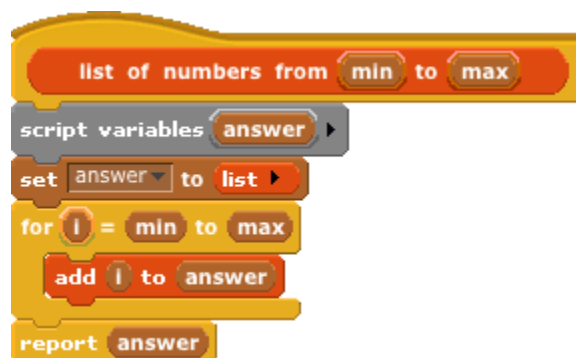 list of numbers from min to max
script variables answer
set answer to list
for i = min to max
add i to answer
report answer